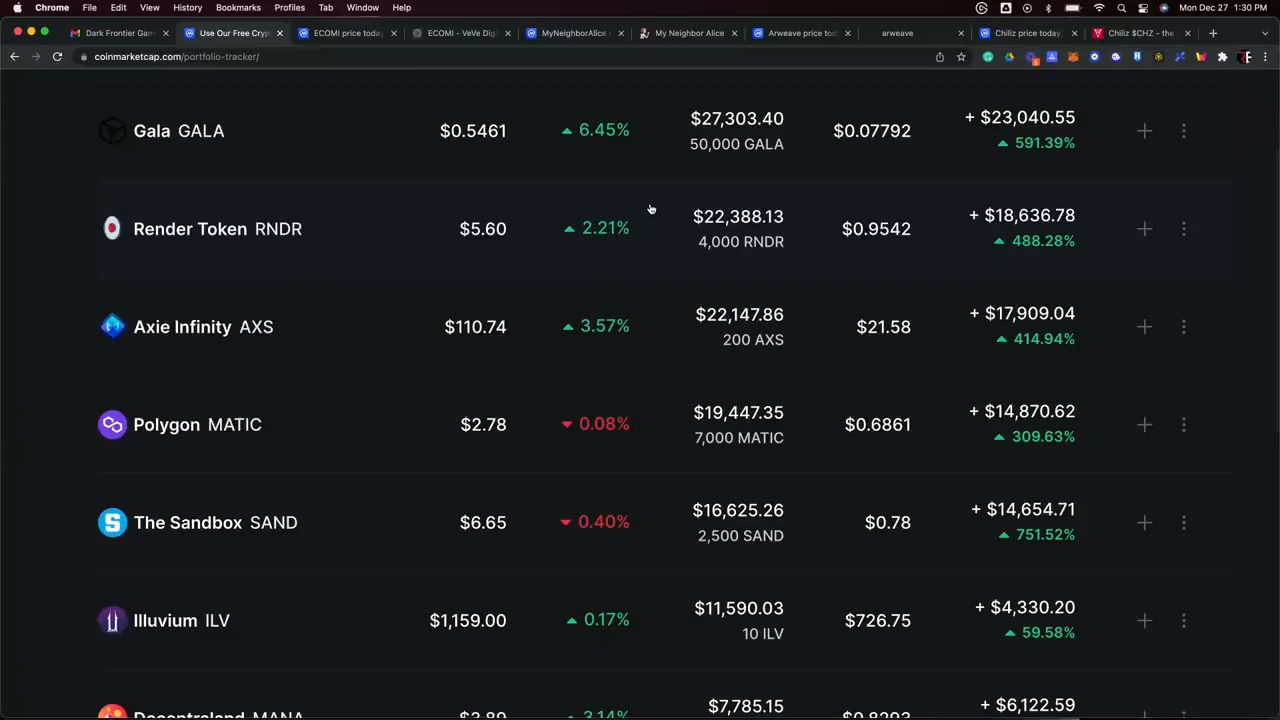 Chrome File Edit View History Bookmarks Profiles Tab Window Help Mon Dec 27 1:30 PM
Dark Frontier Gam Use Our Free Cryp ECOMI price today, ECOMI - VeVe Digi MyNeighborAlice My Neighbor Alice Arweave price tod arweave Chiliz price today, Chiliz $CHZ - the
coinmarketcap.com/portfolio-tracker/
Gala GALA $0.5461 6.45% $27,303.40 50,000 GALA $0.07792 + $23,040.55 591.39%
Render Token RNDR $5.60 2.21% $22,388.13 4,000 RNDR $0.9542 + $18,636.78 488.28%
Axie Infinity AXS $110.74 3.57% $22,147.86 200 AXS $21.58 + $17,909.04 414.94%
Polygon MATIC $2.78 0.08% $19,447.35 7,000 MATIC $0.6861 + $14,870.62 309.63%
The Sandbox SAND $6.65 0.40% $16,625.26 2,500 SAND $0.78 + $14,654.71 751.52%
Illuvium ILV $1,159.00 0.17% $11,590.03 10 ILV $726.75 + $4,330.20 59.58%
Decentraland MANA $3.89 3.14% $7,785.15 $0.8293 + $6,122.59